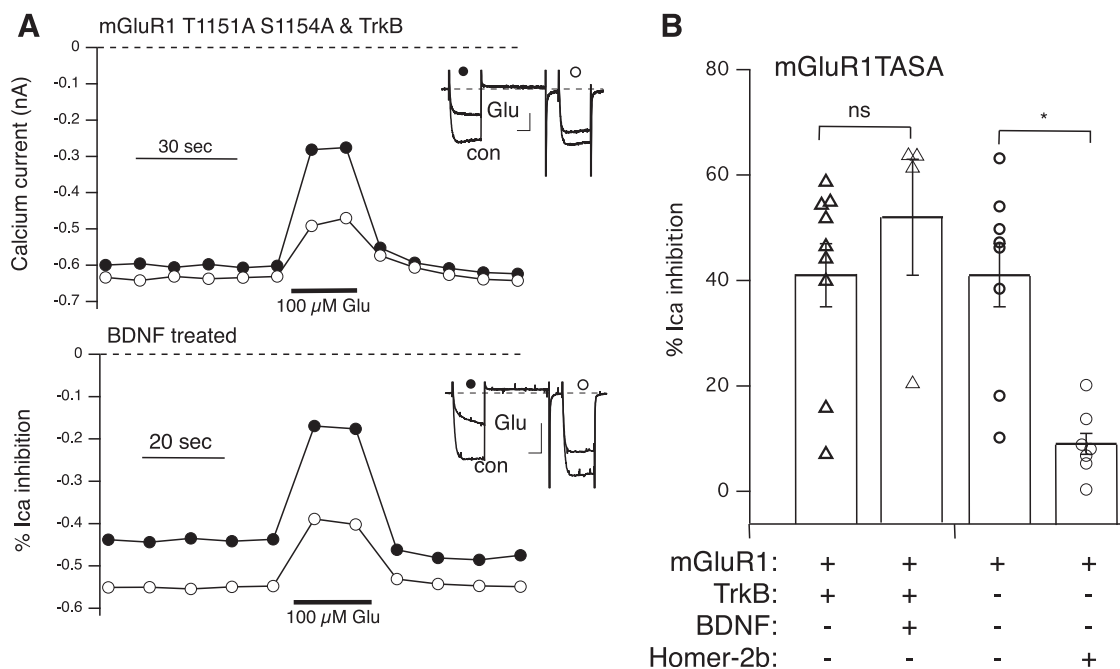 A
mGluR1 T1151A S1154A & TrkB
Calcium current (nA)
0
-0.1
-0.2
-0.3
-0.4
-0.5
-0.6
-0.7
30 sec
100 µM Glu
Glu
con
BDNF treated
% Ica inhibition
0
-0.1
-0.2
-0.3
-0.4
-0.5
-0.6
20 sec
100 µM Glu
Glu
con
B
mGluR1TASA
% Ica inhibition
80
60
40
20
0
ns
*
mGluR1: + + + +
TrkB: + + - -
BDNF: - + - -
Homer-2b: - - - +